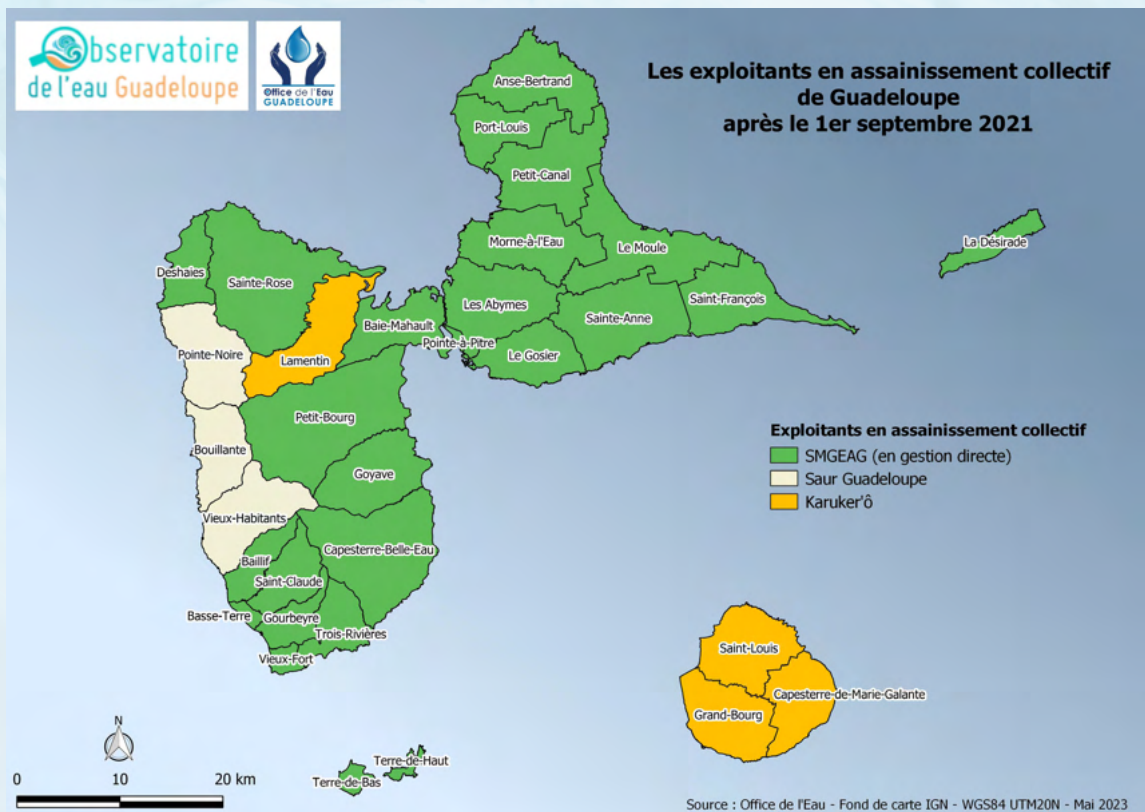 Observatoire
de l'eau Guadeloupe
Office de l'Eau
GUADELOUPE
Les exploitants en assainissement collectif
de Guadeloupe
après le 1er septembre 2021
Anse-Bertrand
Port-Louis
Petit-Canal
Morne-à-l'Eau
Le Moule
La Désirade
Deshaies
Sainte-Rose
Les Abymes
Saint-François
Sainte-Anne
Baie-Mahault
Pointe-à-Pitre
Le Gosier
Pointe-Noire
Lamentin
Petit-Bourg
Bouillante
Goyave
Vieux-Habitants
Capesterre-Belle-Eau
Baillif
Saint-Claude
Basse-Terre
Gourbeyre
Trois-Rivières
Vieux-Fort
Exploitants en assainissement collectif
SMGEAG (en gestion directe)
Saur Guadeloupe
Karuker'ô
Saint-Louis
Capesterre-de-Marie-Galante
Grand-Bourg
Terre-de-Haut
Terre-de-Bas
N
0 10 20 km
Source : Office de l'Eau - Fond de carte IGN - WGS84 UTM20N - Mai 2023